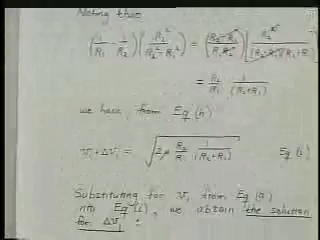 Noting that
(1/R₁ - 1/R₂)(R₂²/(R₂²-R₁²)) = ((R₂-R₁)/(R₁R₂))(R₂²/((R₂-R₁)(R₂+R₁)))
= R₂/R₁ 1/(R₂+R₁)
we have from Eq (h)
V₁+ΔV₁ = √(2μ R₂/R₁ 1/(R₂+R₁)) Eq (i)
Substituting for V₁ from Eq (a)
into Eq (i), we obtain the solution
for ΔV₁ :